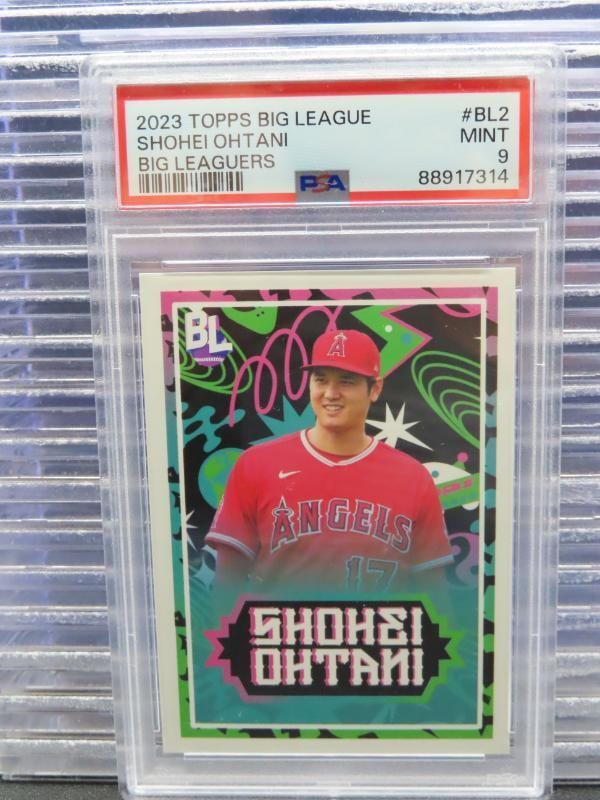 2023 TOPPS BIG LEAGUE #BL2
SHOHEI OHTANI MINT
BIG LEAGUERS 9
PSA 88917314
BL
A
ANGELS
17
SHOHEI
OHTANI